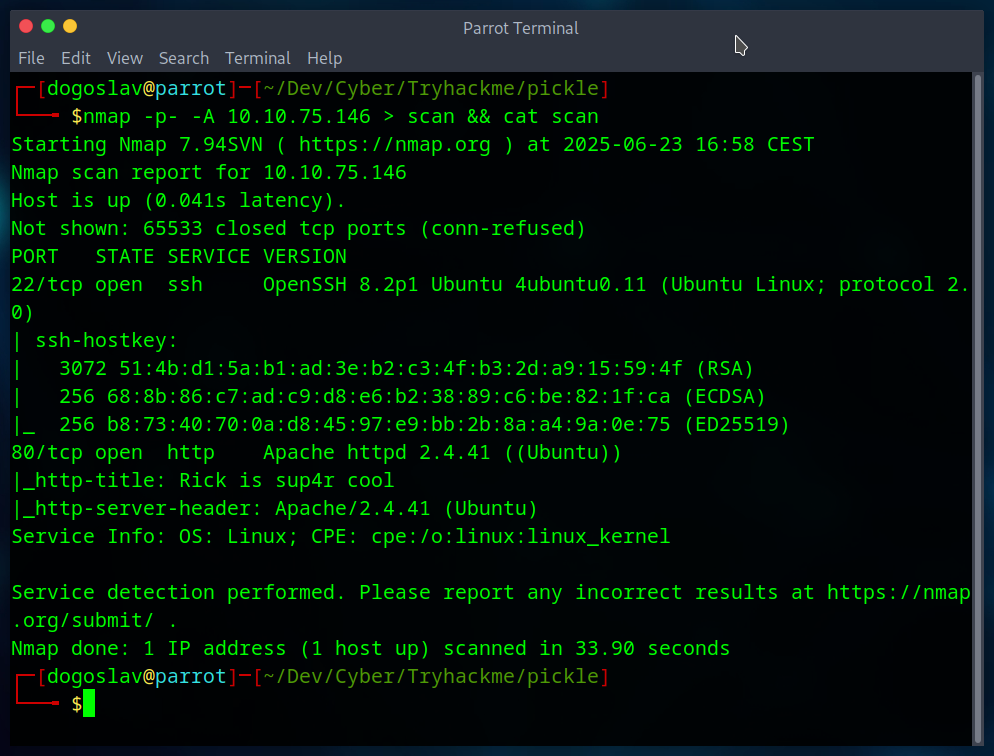 Parrot Terminal
File Edit View Search Terminal Help
┌─[dogoslav@parrot]─[~/Dev/Cyber/Tryhackme/pickle]
└──╼ $nmap -p- -A 10.10.75.146 > scan && cat scan
Starting Nmap 7.94SVN ( https://nmap.org ) at 2025-06-23 16:58 CEST
Nmap scan report for 10.10.75.146
Host is up (0.041s latency).
Not shown: 65533 closed tcp ports (conn-refused)
PORT   STATE SERVICE VERSION
22/tcp open  ssh     OpenSSH 8.2p1 Ubuntu 4ubuntu0.11 (Ubuntu Linux; protocol 2.
0)
| ssh-hostkey:
|   3072 51:4b:d1:5a:b1:ad:3e:b2:c3:4f:b3:2d:a9:15:59:4f (RSA)
|   256 68:8b:86:c7:ad:c9:d8:e6:b2:38:89:c6:be:82:1f:ca (ECDSA)
|_  256 b8:73:40:70:0a:d8:45:97:e9:bb:2b:8a:a4:9a:0e:75 (ED25519)
80/tcp open  http    Apache httpd 2.4.41 ((Ubuntu))
|_http-title: Rick is sup4r cool
|_http-server-header: Apache/2.4.41 (Ubuntu)
Service Info: OS: Linux; CPE: cpe:/o:linux:linux_kernel

Service detection performed. Please report any incorrect results at https://nmap
.org/submit/ .
Nmap done: 1 IP address (1 host up) scanned in 33.90 seconds
┌─[dogoslav@parrot]─[~/Dev/Cyber/Tryhackme/pickle]
└──╼ $